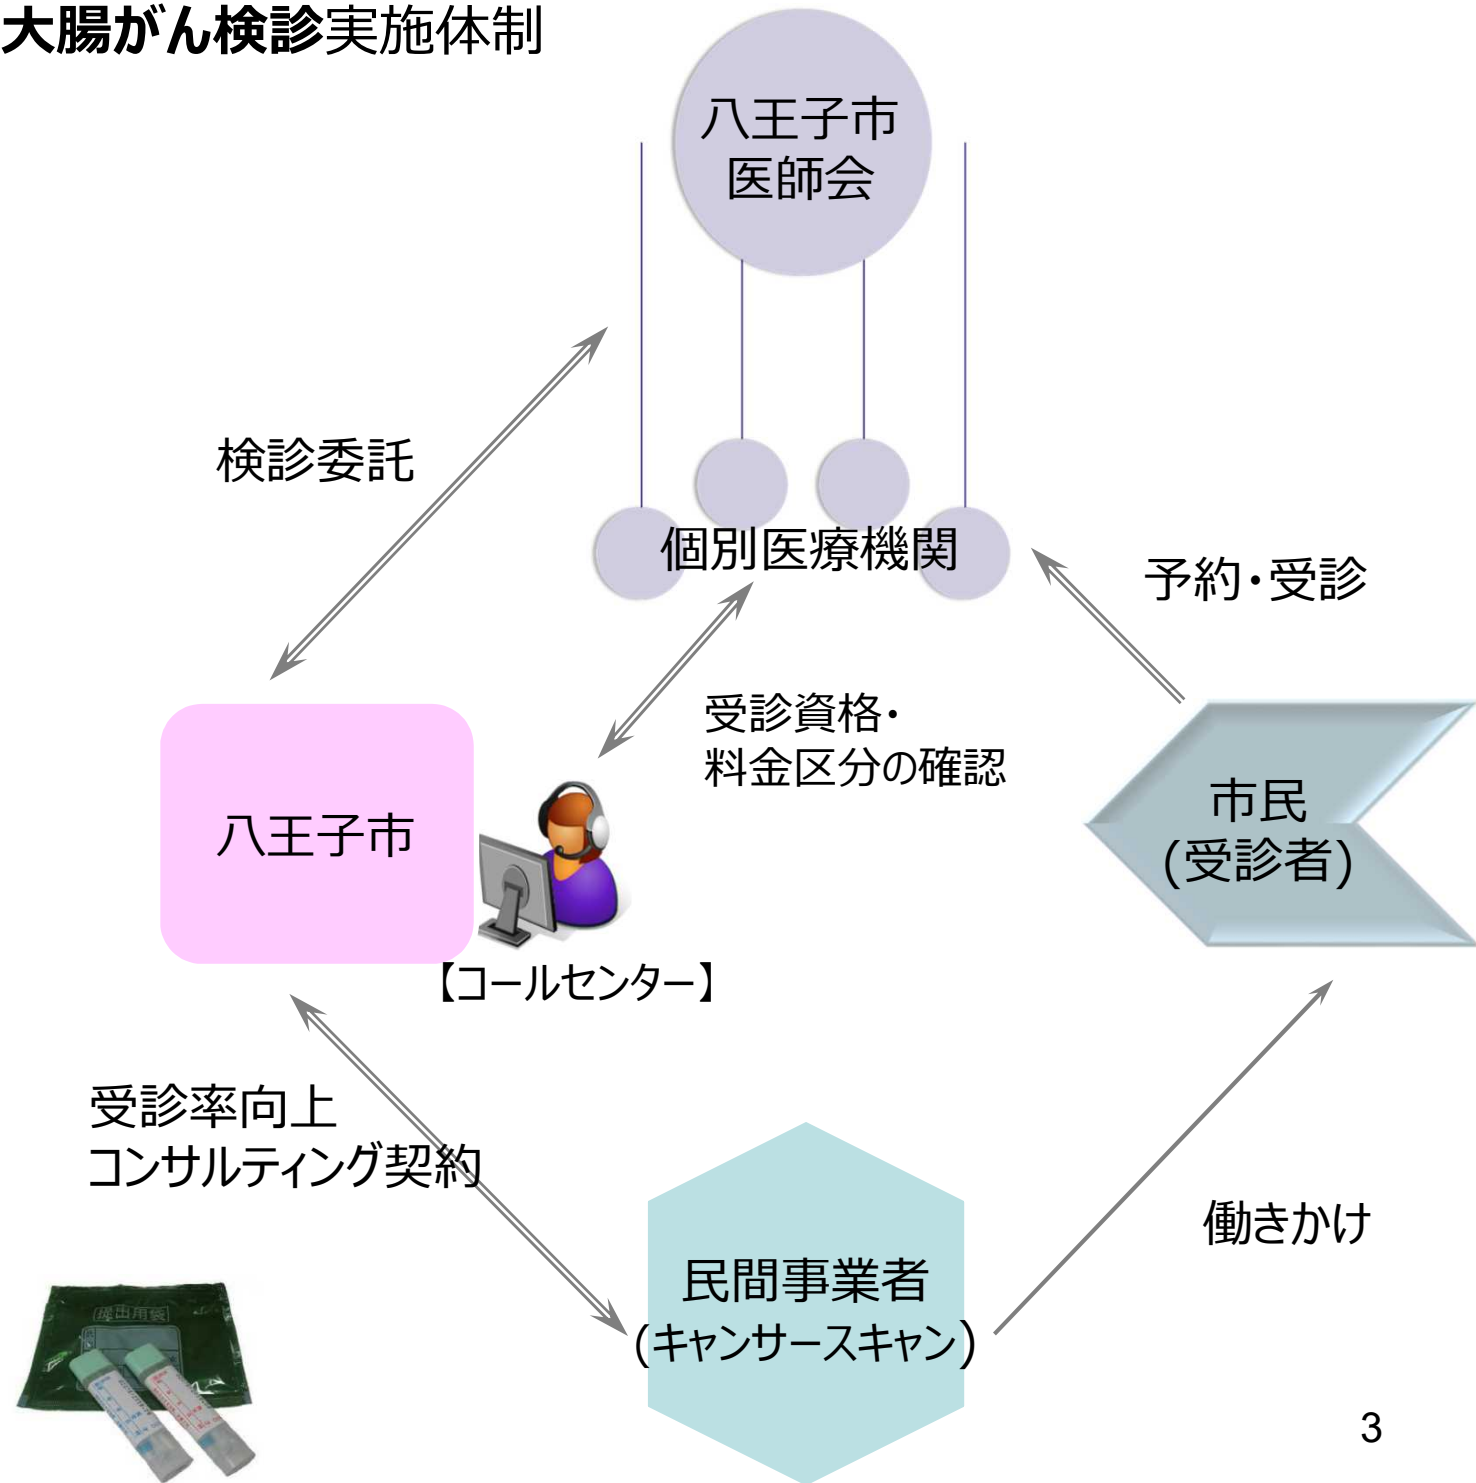 大腸がん検診実施体制
八王子市
医師会
検診委託
個別医療機関
予約・受診
受診資格・
料金区分の確認
八王子市
市民
(受診者)
【コールセンター】
受診率向上
コンサルティング契約
働きかけ
民間事業者
(キャンサースキャン)
提出用袋
3